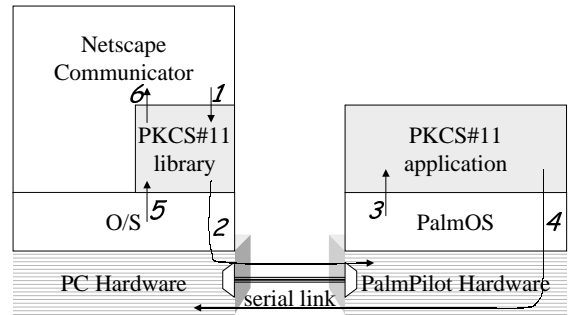 Netscape
Communicator
6
1
PKCS#11
library
PKCS#11
application
5
O/S
2
3
PalmOS
4
PC Hardware
serial link
PalmPilot Hardware